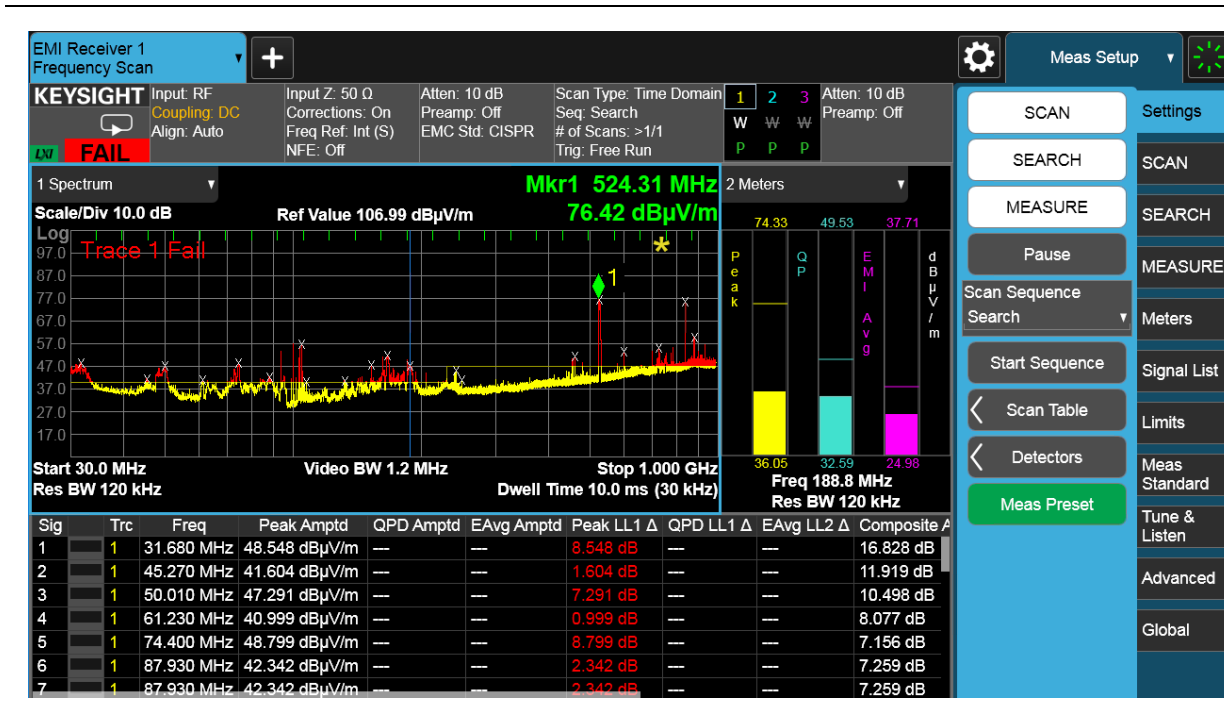 EMI Receiver 1
Frequency Scan
+
Meas Setup
KEYSIGHT
LXI
FAIL
Input: RF
Coupling: DC
Align: Auto
Input Z: 50 Ω
Corrections: On
Freq Ref: Int (S)
NFE: Off
Atten: 10 dB
Preamp: Off
EMC Std: CISPR
Scan Type: Time Domain
Seq: Search
# of Scans: >1/1
Trig: Free Run
1 2 3
W W W
P P P
Atten: 10 dB
Preamp: Off
1 Spectrum
Mkr1 524.31 MHz
76.42 dBµV/m
Scale/Div 10.0 dB
Ref Value 106.99 dBµV/m
Log
Trace 1 Fail
97.0
87.0
77.0
67.0
57.0
47.0
37.0
27.0
17.0
1
Start 30.0 MHz
Video BW 1.2 MHz
Stop 1.000 GHz
Res BW 120 kHz
Dwell Time 10.0 ms (30 kHz)
2 Meters
74.33 49.53 37.71
Peak
QP
EMI Avg
dBµV/m
36.05 32.59 24.98
Freq 188.8 MHz
Res BW 120 kHz
Sig Trc Freq Peak Amptd QPD Amptd EAvg Amptd Peak LL1 Δ QPD LL1 Δ EAvg LL2 Δ Composite A
1 1 31.680 MHz 48.548 dBµV/m --- --- 8.548 dB --- --- 16.828 dB
2 1 45.270 MHz 41.604 dBµV/m --- --- 1.604 dB --- --- 11.919 dB
3 1 50.010 MHz 47.291 dBµV/m --- --- 7.291 dB --- --- 10.498 dB
4 1 61.230 MHz 40.999 dBµV/m --- --- 0.999 dB --- --- 8.077 dB
5 1 74.400 MHz 48.799 dBµV/m --- --- 8.799 dB --- --- 7.156 dB
6 1 87.930 MHz 42.342 dBµV/m --- --- 2.342 dB --- --- 7.259 dB
7 1 87.930 MHz 42.342 dBµV/m --- --- 2.342 dB --- --- 7.259 dB
SCAN
SEARCH
MEASURE
Pause
Scan Sequence
Search
Start Sequence
Scan Table
Detectors
Meas Preset
Settings
SCAN
SEARCH
MEASURE
Meters
Signal List
Limits
Meas
Standard
Tune &
Listen
Advanced
Global